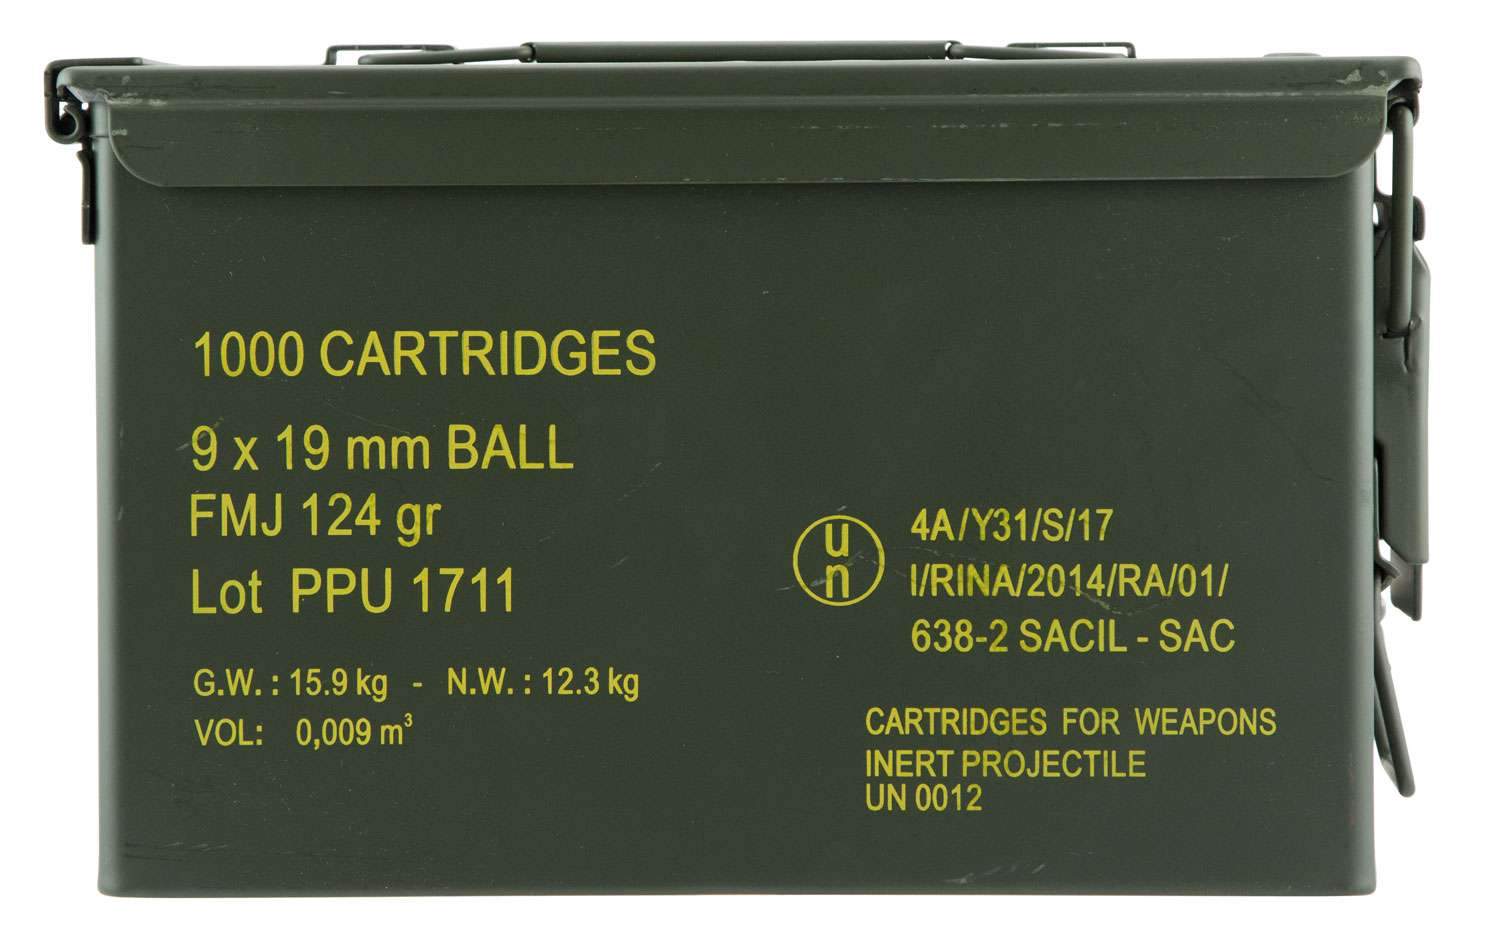 1000 CARTRIDGES
9 x 19 mm BALL
FMJ 124 gr
Lot PPU 1711
G.W. : 15.9 kg - N.W. : 12.3 kg
VOL: 0,009 m³
un
4A/Y31/S/17
I/RINA/2014/RA/01/
638-2 SACIL - SAC
CARTRIDGES FOR WEAPONS
INERT PROJECTILE
UN 0012